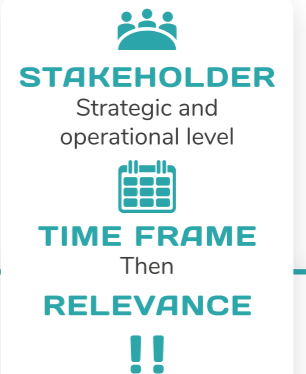 STAKEHOLDER
Strategic and
operational level
TIME FRAME
Then
RELEVANCE
!!